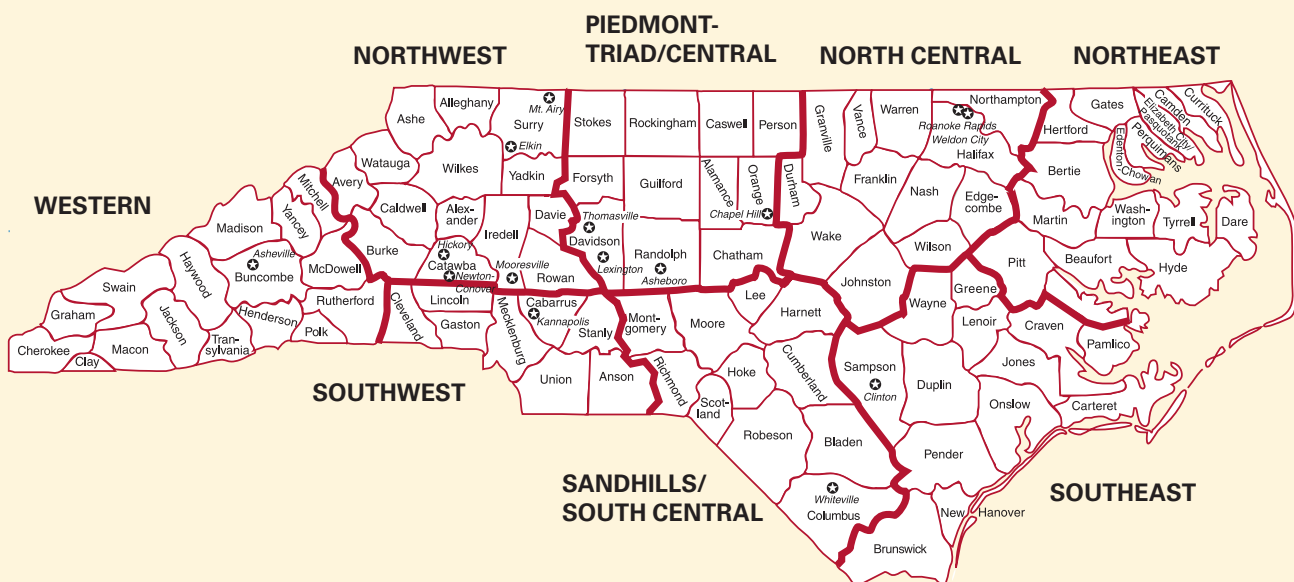 PIEDMONT-
TRIAD/CENTRAL
NORTHWEST
NORTH CENTRAL
NORTHEAST
WESTERN
SOUTHWEST
SANDHILLS/
SOUTH CENTRAL
SOUTHEAST
Ashe
Alleghany
Mt. Airy
Surry
Elkin
Watauga
Wilkes
Yadkin
Avery
Caldwell
Alex-
ander
Iredell
Davie
Burke
Hickory
Catawba
Newton-
Conover
Mooresville
Rowan
Stokes
Rockingham
Caswell
Person
Forsyth
Guilford
Alamance
Orange
Chapel Hill
Thomasville
Davidson
Lexington
Randolph
Asheboro
Chatham
Granville
Vance
Warren
Northampton
Roanoke Rapids
Weldon City
Halifax
Durham
Franklin
Nash
Edge-
combe
Wake
Wilson
Johnston
Gates
Hertford
Camden
Currituck
Elizabeth City/
Pasquotank
Perquimans
Edenton-Chowan
Bertie
Martin
Wash-
ington
Tyrrell
Dare
Pitt
Beaufort
Hyde
Pamlico
Mitchell
Yancey
Madison
Asheville
Buncombe
McDowell
Haywood
Swain
Graham
Jackson
Cherokee
Clay
Macon
Tran-
sylvania
Henderson
Polk
Rutherford
Cleveland
Lincoln
Gaston
Mecklenburg
Cabarrus
Kannapolis
Stanly
Union
Anson
Mont-
gomery
Moore
Lee
Harnett
Richmond
Hoke
Cumberland
Scot-
land
Robeson
Bladen
Whiteville
Columbus
Wayne
Greene
Lenoir
Craven
Jones
Sampson
Clinton
Duplin
Onslow
Carteret
Pender
New Hanover
Brunswick